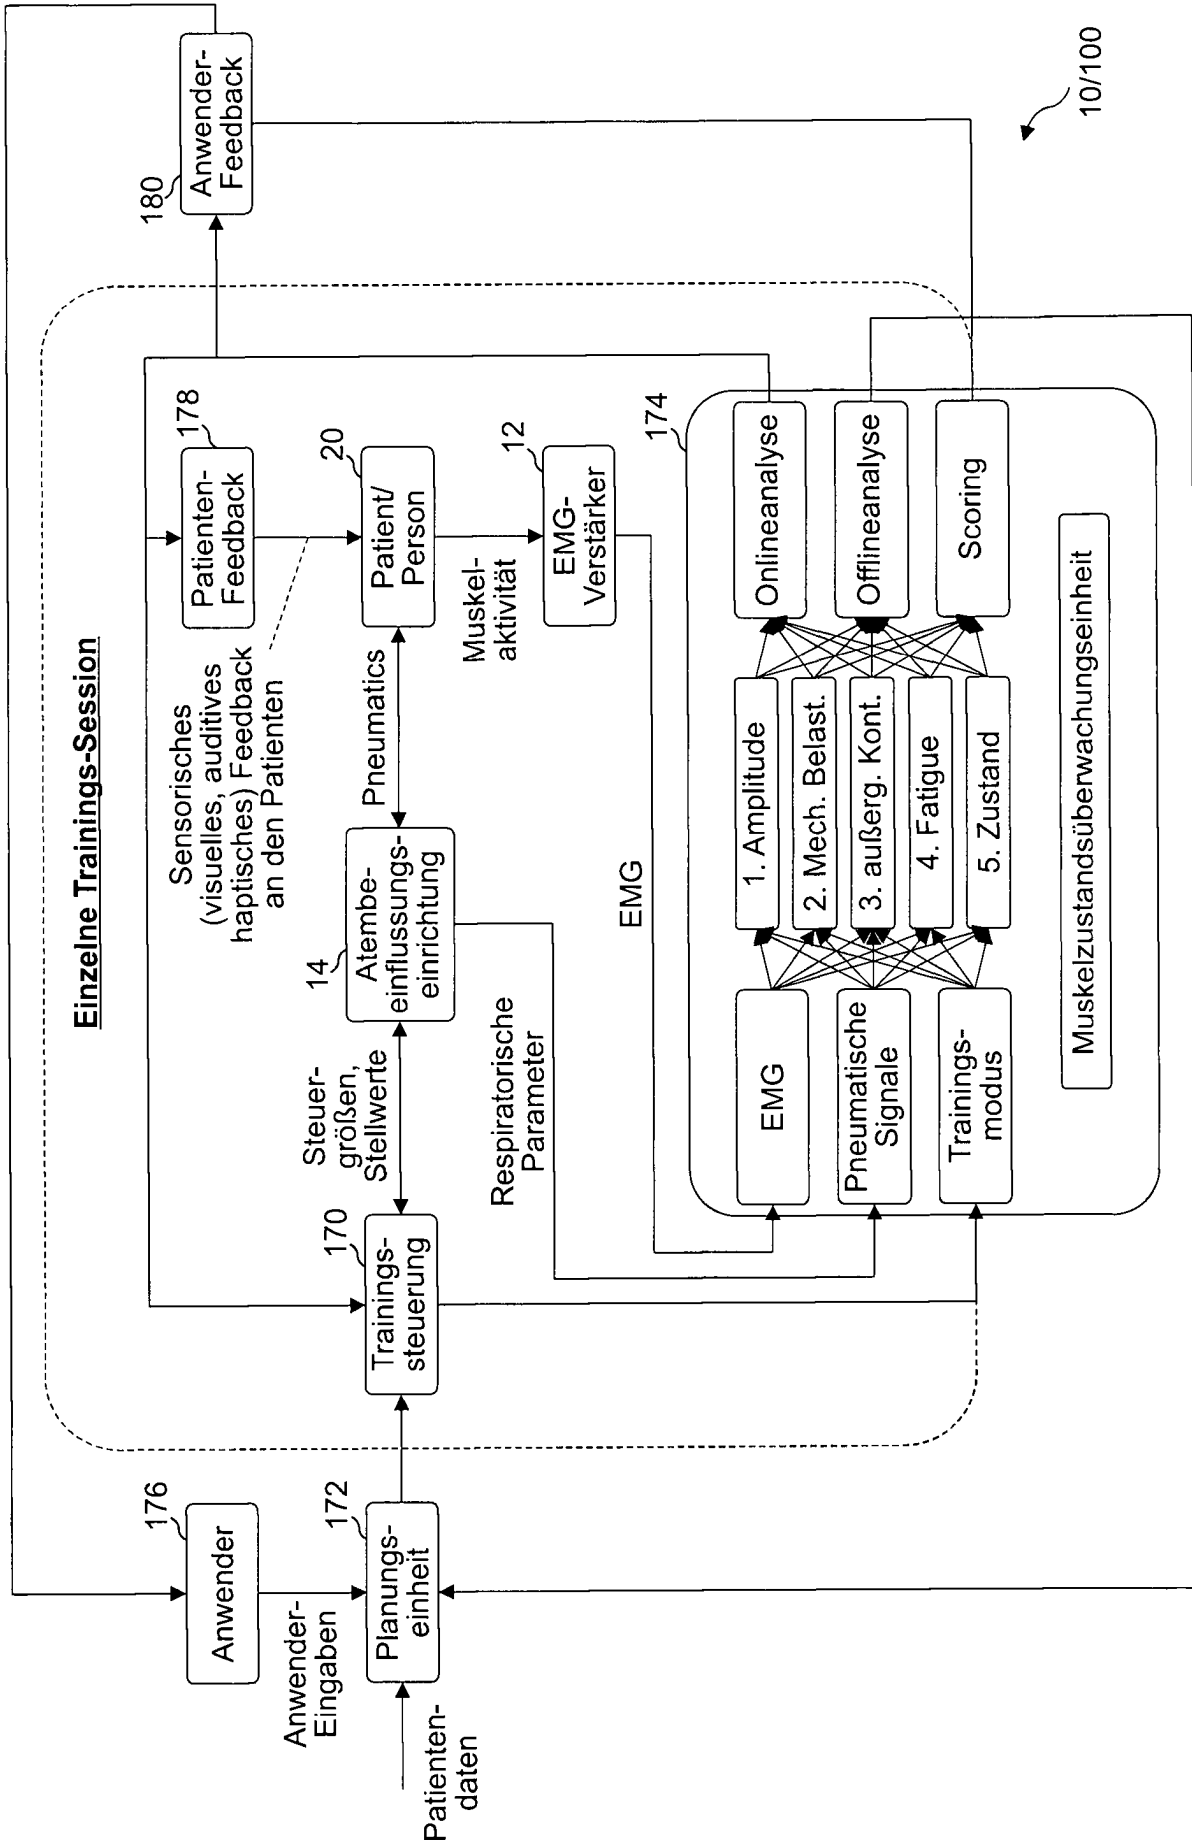 Einzelne Trainings-Session
180
Anwender-
Feedback
10/100
178
Patienten-
Feedback
Sensorisches
(visuelles, auditives
haptisches) Feedback
an den Patienten
176
Anwender
Anwender-
Eingaben
Patienten-
daten
172
Planungs-
einheit
170
Trainings-
steuerung
Steuer-
größen,
Stellwerte
14
Atembe-
einflussungs-
einrichtung
Pneumatics
20
Patient/
Person
Muskel-
aktivität
12
EMG-
Verstärker
Respiratorische
Parameter
EMG
174
EMG
Pneumatische
Signale
Trainings-
modus
1. Amplitude
2. Mech. Belast.
3. außerg. Kont.
4. Fatigue
5. Zustand
Onlineanalyse
Offlineanalyse
Scoring
Muskelzustandsüberwachungseinheit